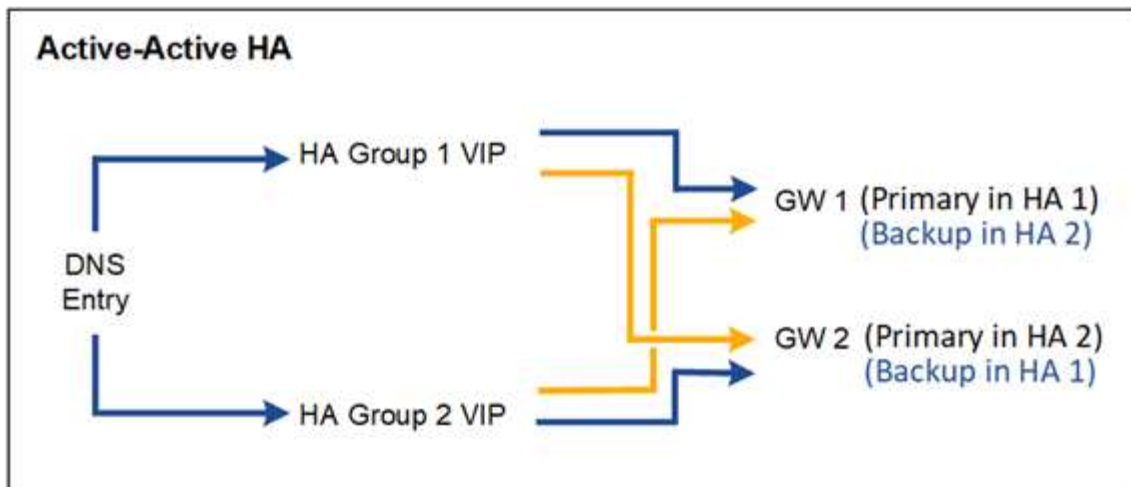 Active-Active HA
HA Group 1 VIP
GW 1 (Primary in HA 1)
(Backup in HA 2)
DNS
Entry
GW 2 (Primary in HA 2)
(Backup in HA 1)
HA Group 2 VIP